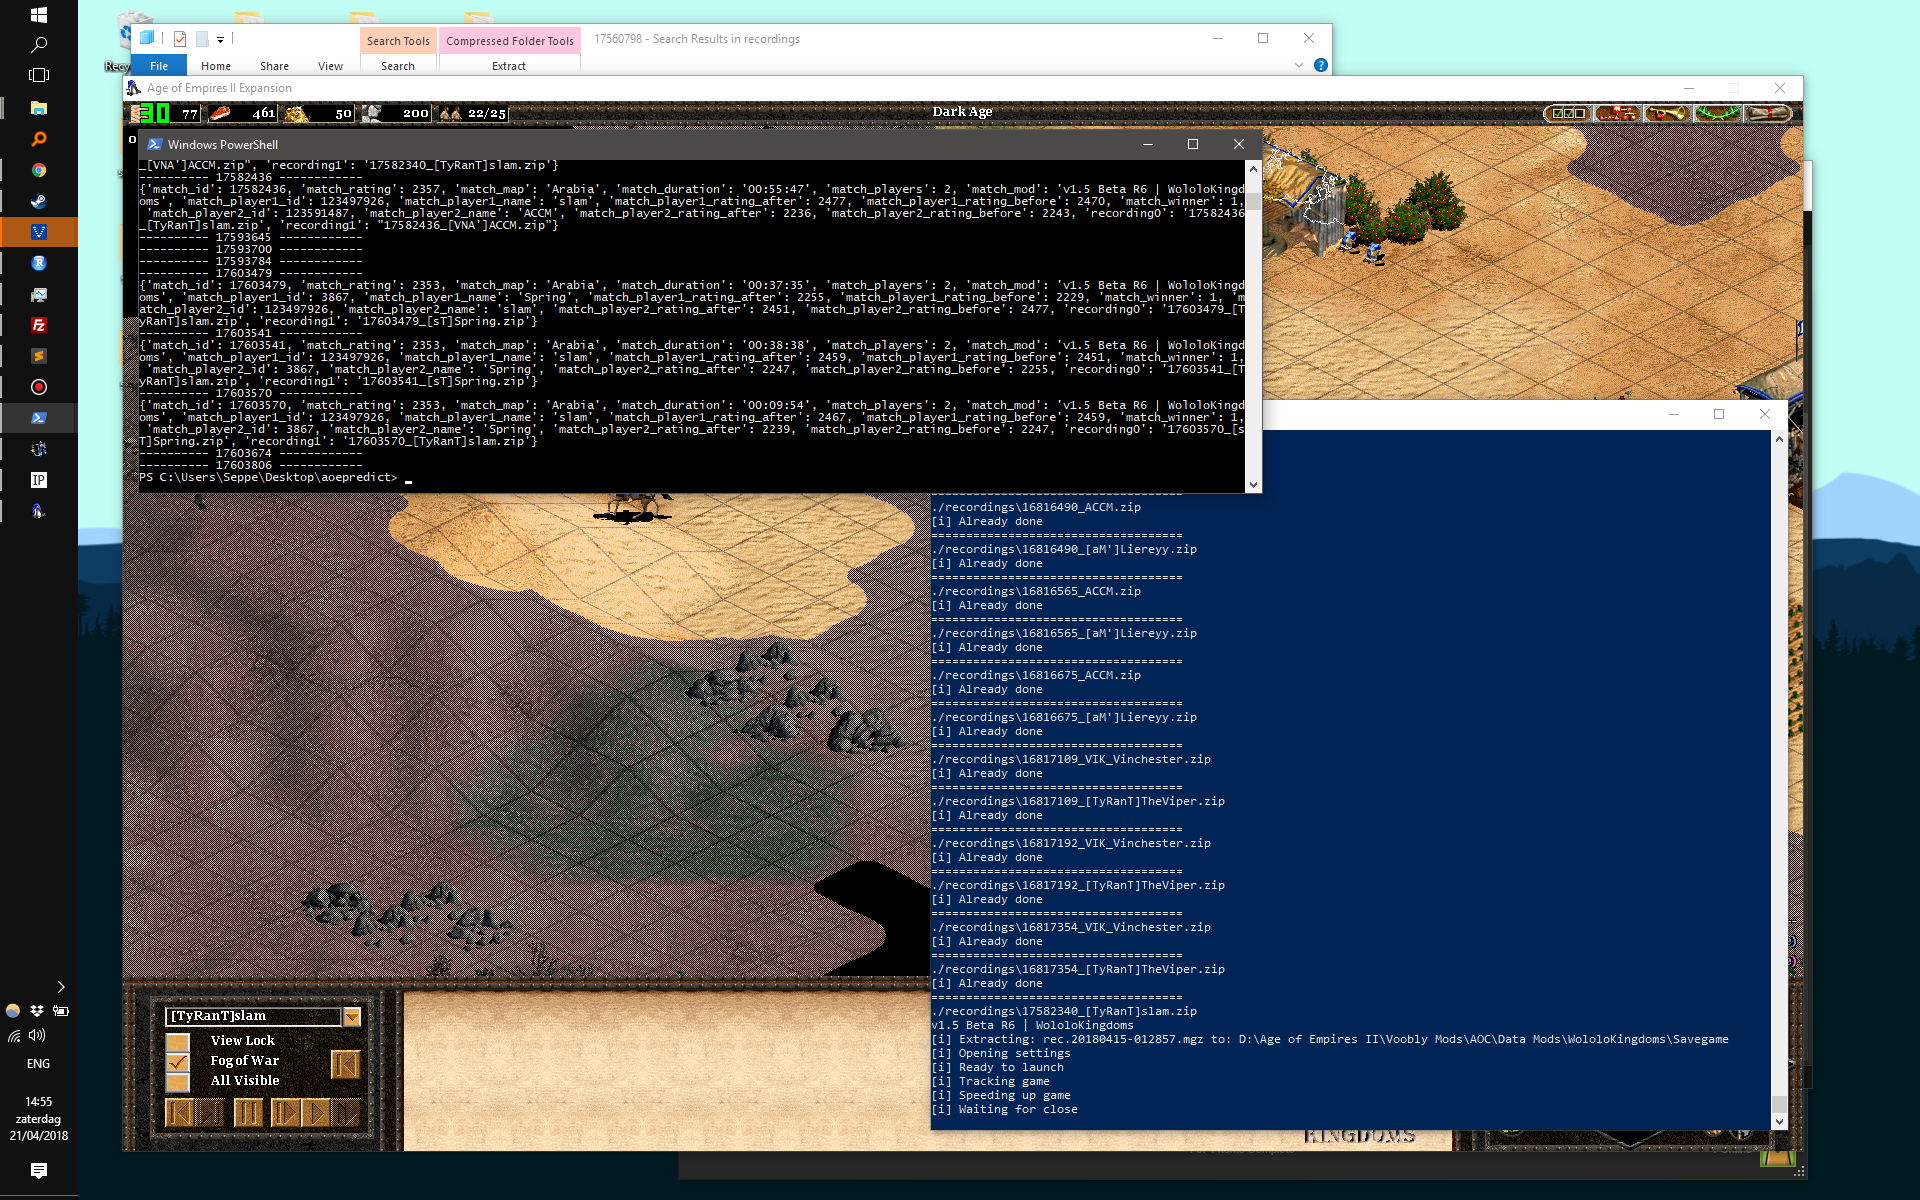 Recy
Search Tools
Compressed Folder Tools
17560798 - Search Results in recordings
File
Home
Share
View
Search
Extract
Age of Empires II Expansion
30
77
461
50
200
22/25
Dark Age
Windows PowerShell
_[VNA']ACCM.zip", 'recording1': '17582340_[TyRanT]slam.zip'}
---------- 17582436 ------------
{'match_id': 17582436, 'match_rating': 2357, 'match_map': 'Arabia', 'match_duration': '00:55:47', 'match_players': 2, 'match_mod': 'v1.5 Beta R6 | WololoKingd
oms', 'match_player1_id': 123497926, 'match_player1_name': 'slam', 'match_player1_rating_after': 2477, 'match_player1_rating_before': 2470, 'match_winner': 1,
 'match_player2_id': 123591487, 'match_player2_name': 'ACCM', 'match_player2_rating_after': 2236, 'match_player2_rating_before': 2243, 'recording0': '17582436
_[TyRanT]slam.zip', 'recording1': "17582436_[VNA']ACCM.zip"}
---------- 17593645 ------------
---------- 17593700 ------------
---------- 17593784 ------------
---------- 17603479 ------------
{'match_id': 17603479, 'match_rating': 2353, 'match_map': 'Arabia', 'match_duration': '00:37:35', 'match_players': 2, 'match_mod': 'v1.5 Beta R6 | WololoKingd
oms', 'match_player1_id': 3867, 'match_player1_name': 'Spring', 'match_player1_rating_after': 2255, 'match_player1_rating_before': 2229, 'match_winner': 1, 'm
atch_player2_id': 123497926, 'match_player2_name': 'slam', 'match_player2_rating_after': 2451, 'match_player2_rating_before': 2477, 'recording0': '17603479_[T
yRanT]slam.zip', 'recording1': '17603479_[sT]Spring.zip'}
---------- 17603541 ------------
{'match_id': 17603541, 'match_rating': 2353, 'match_map': 'Arabia', 'match_duration': '00:38:38', 'match_players': 2, 'match_mod': 'v1.5 Beta R6 | WololoKingd
oms', 'match_player1_id': 123497926, 'match_player1_name': 'slam', 'match_player1_rating_after': 2459, 'match_player1_rating_before': 2451, 'match_winner': 1,
 'match_player2_id': 3867, 'match_player2_name': 'Spring', 'match_player2_rating_after': 2247, 'match_player2_rating_before': 2255, 'recording0': '17603541_[T
yRanT]slam.zip', 'recording1': '17603541_[sT]Spring.zip'}
---------- 17603570 ------------
{'match_id': 17603570, 'match_rating': 2353, 'match_map': 'Arabia', 'match_duration': '00:09:54', 'match_players': 2, 'match_mod': 'v1.5 Beta R6 | WololoKingd
oms', 'match_player1_id': 123497926, 'match_player1_name': 'slam', 'match_player1_rating_after': 2467, 'match_player1_rating_before': 2459, 'match_winner': 1,
 'match_player2_id': 3867, 'match_player2_name': 'Spring', 'match_player2_rating_after': 2239, 'match_player2_rating_before': 2247, 'recording0': '17603570_[s
T]Spring.zip', 'recording1': '17603570_[TyRanT]slam.zip'}
---------- 17603674 ------------
---------- 17603806 ------------
PS C:\Users\Seppe\Desktop\aoepredict> _
./recordings\16816490_ACCM.zip
[i] Already done
====================================
./recordings\16816490_[aM']Liereyy.zip
[i] Already done
====================================
./recordings\16816565_ACCM.zip
[i] Already done
====================================
./recordings\16816565_[aM']Liereyy.zip
[i] Already done
====================================
./recordings\16816675_ACCM.zip
[i] Already done
====================================
./recordings\16816675_[aM']Liereyy.zip
[i] Already done
====================================
./recordings\16817109_VIK_Vinchester.zip
[i] Already done
====================================
./recordings\16817109_[TyRanT]TheViper.zip
[i] Already done
====================================
./recordings\16817192_VIK_Vinchester.zip
[i] Already done
====================================
./recordings\16817192_[TyRanT]TheViper.zip
[i] Already done
====================================
./recordings\16817354_VIK_Vinchester.zip
[i] Already done
====================================
./recordings\16817354_[TyRanT]TheViper.zip
[i] Already done
====================================
./recordings\17582340_[TyRanT]slam.zip
v1.5 Beta R6 | WololoKingdoms
[i] Extracting: rec.20180415-012857.mgz to: D:\Age of Empires II\Voobly Mods\AOC\Data Mods\WololoKingdoms\Savegame
[i] Opening settings
[i] Ready to launch
[i] Tracking game
[i] Speeding up game
[i] Waiting for close
[TyRanT]slam
View Lock
Fog of War
All Visible
KINGDOMS
IP
ENG
14:55
zaterdag
21/04/2018